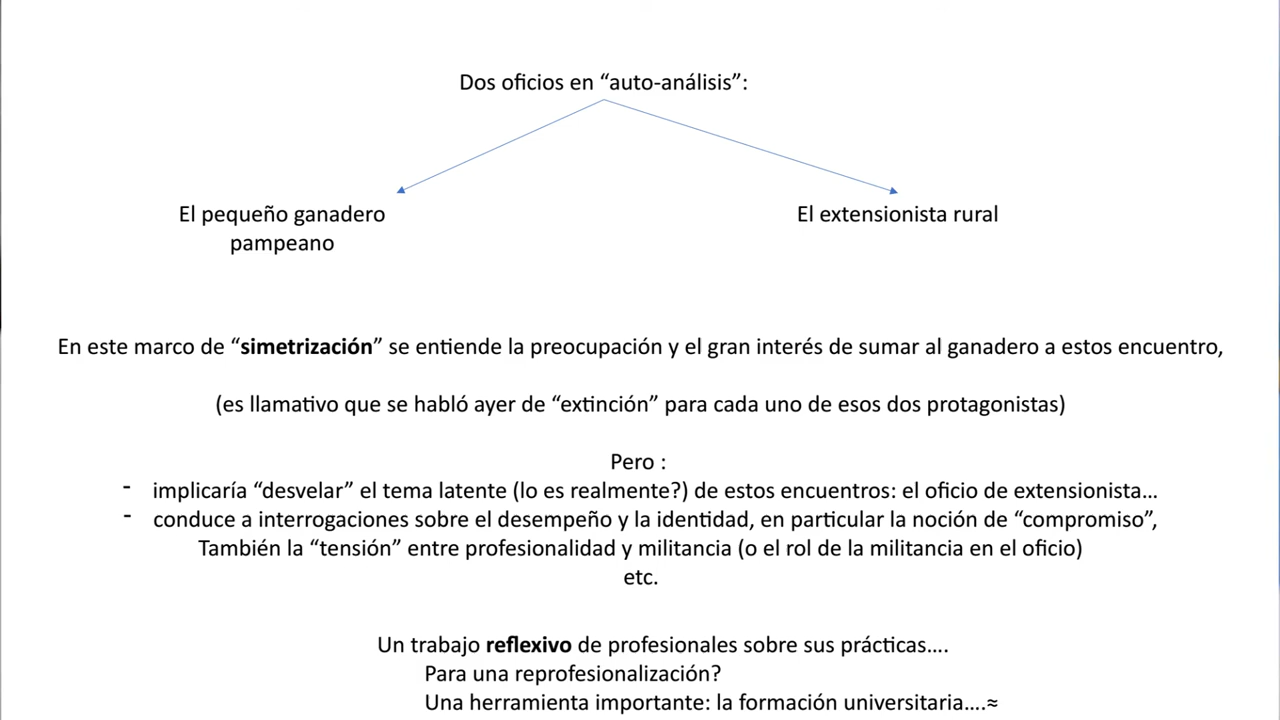 Dos oficios en “auto-análisis”:
El pequeño ganadero
pampeano
El extensionista rural
En este marco de “simetrización” se entiende la preocupación y el gran interés de sumar al ganadero a estos encuentro,
(es llamativo que se habló ayer de “extinción” para cada uno de esos dos protagonistas)
Pero :
- implicaría “desvelar” el tema latente (lo es realmente?) de estos encuentros: el oficio de extensionista…
- conduce a interrogaciones sobre el desempeño y la identidad, en particular la noción de “compromiso”,
También la “tensión” entre profesionalidad y militancia (o el rol de la militancia en el oficio)
etc.
Un trabajo reflexivo de profesionales sobre sus prácticas….
Para una reprofesionalización?
Una herramienta importante: la formación universitaria….≈